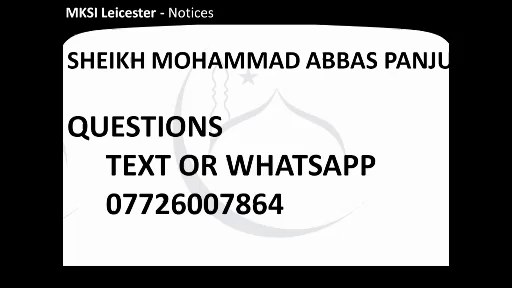 MKSI Leicester - Notices
SHEIKH MOHAMMAD ABBAS PANJU
QUESTIONS
TEXT OR WHATSAPP
07726007864